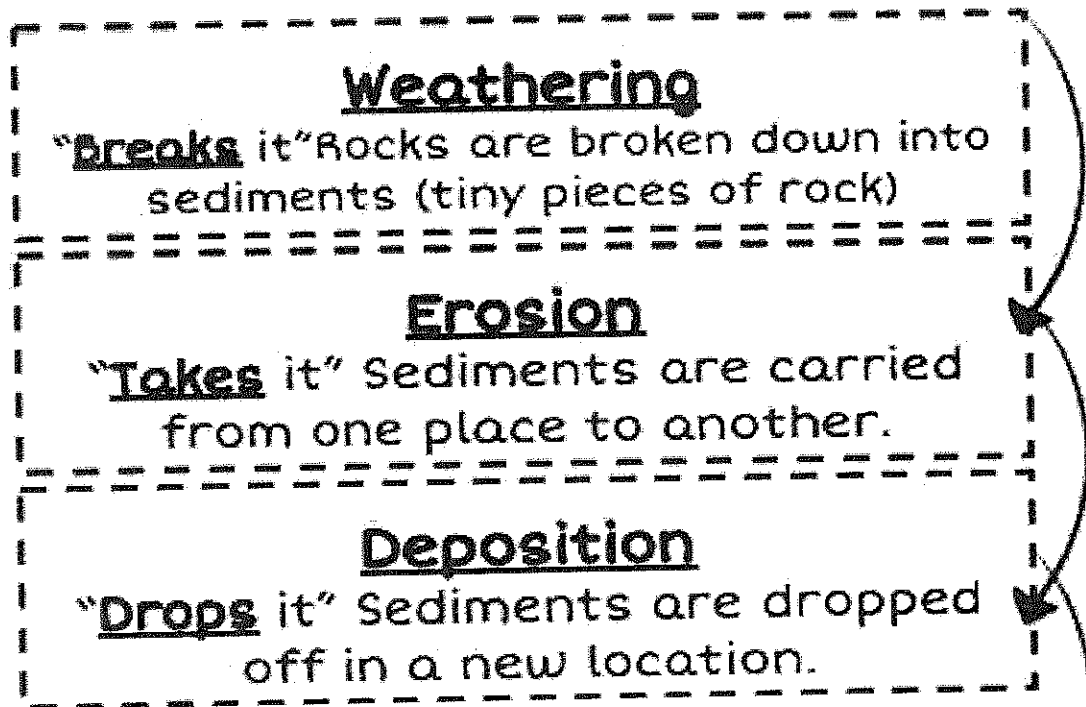 Weathering
"Breaks it"Rocks are broken down into
sediments (tiny pieces of rock)
Erosion
"Takes it" Sediments are carried
from one place to another.
Deposition
"Drops it" Sediments are dropped
off in a new location.